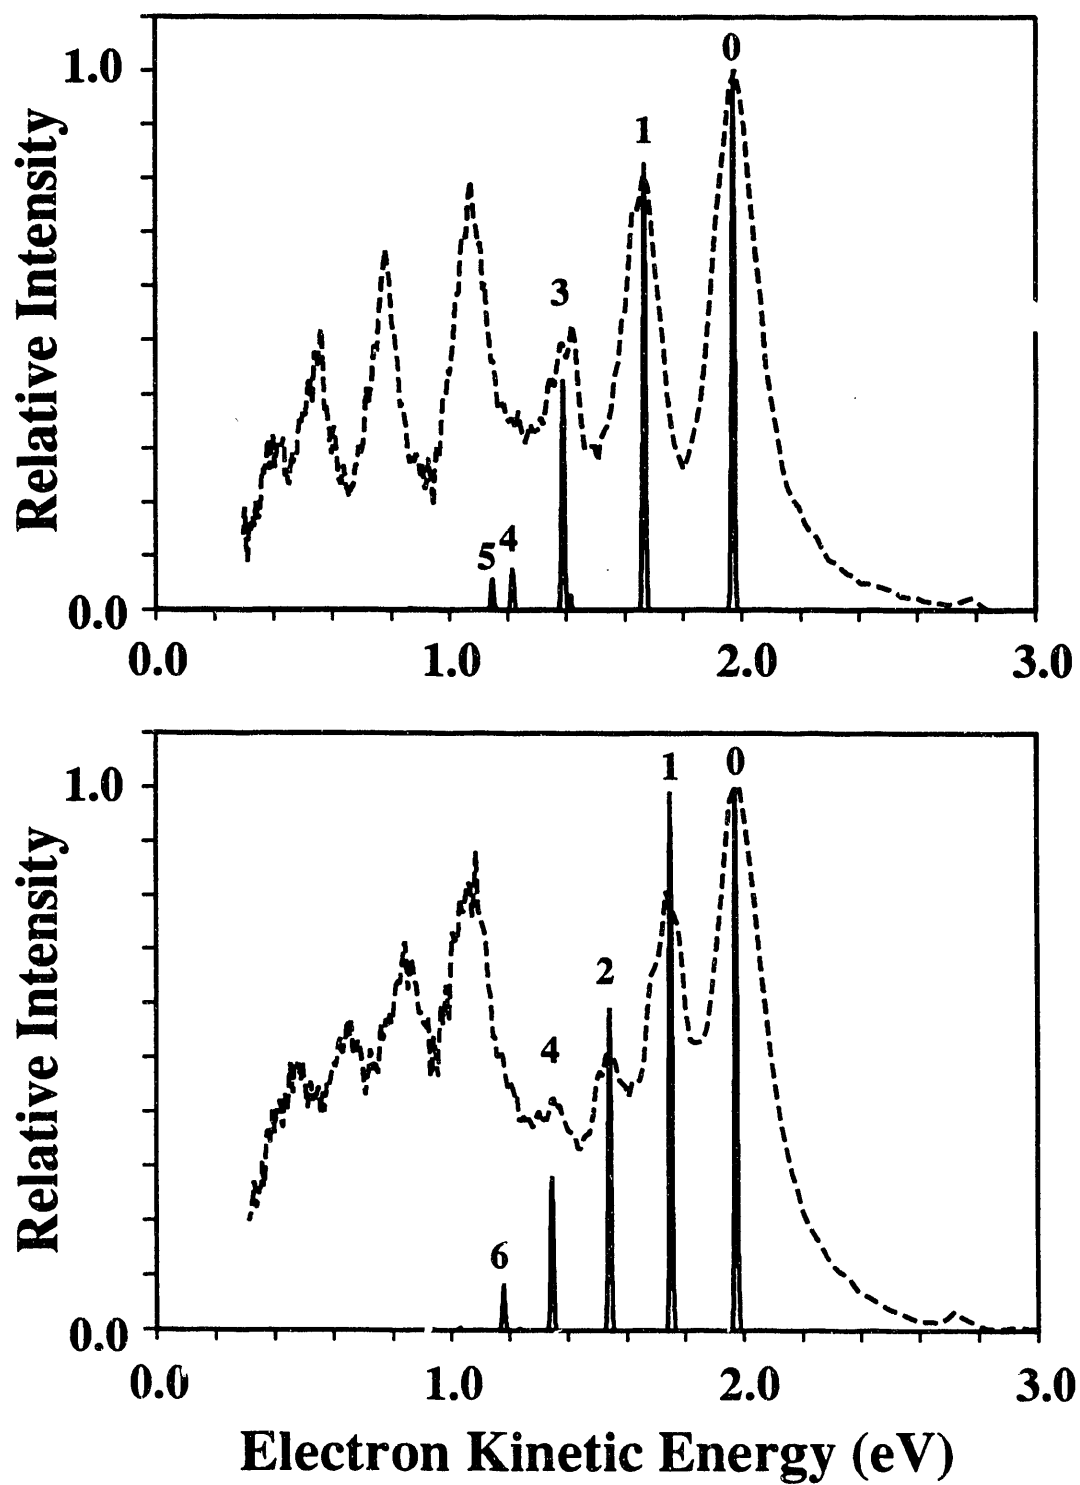 0
1.0
1
3
5 4
0.0
0.0 1.0 2.0 3.0
Relative Intensity
1 0
1.0
2
4
6
0.0
0.0 1.0 2.0 3.0
Relative Intensity
Electron Kinetic Energy (eV)